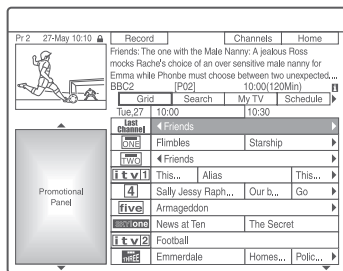 Pr 2 27-May 10:10 Record Channels Home
Friends: The one with the Male Nanny: A jealous Ross
mocks Rache's choice of an over sensitive male nanny for
Emma while Phonbe must choose between two unexpected....
BBC2 [P02] 10:00(120Min)
Grid Search My TV Schedule
Tue,27 10:00 10:30
Last Channel Friends
ONE Flimbles Starship
TWO Friends
itv1 This... Alias This...
4 Sally Jessy Raph... Our b... Go
five Armageddon
one News at Ten The Secret
itv2 Football
THREE Emmerdale Homes... Polic...
Promotional
Panel